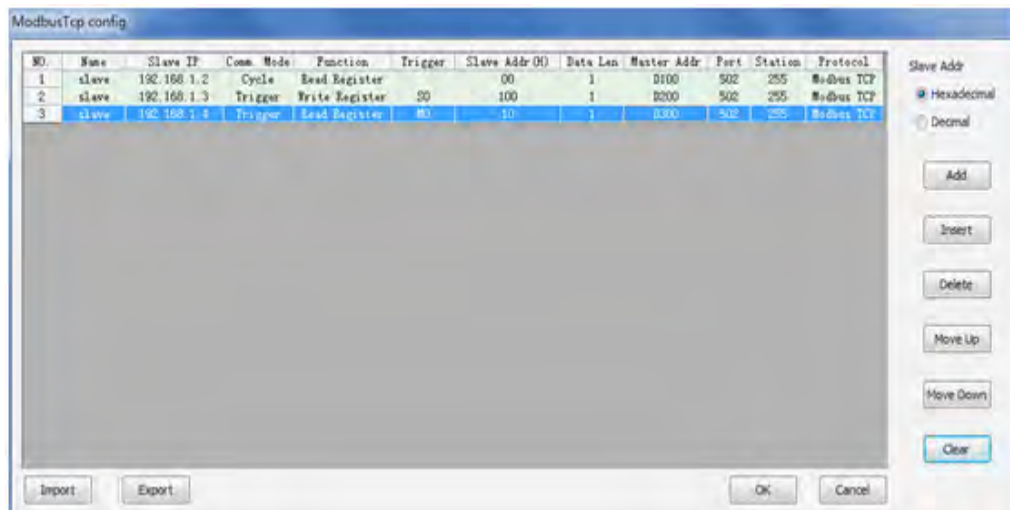 ModbusTcp config
NO. Name Slave IP Comm. Mode Function Trigger Slave Addr(H) Data Len Master Addr Port Station Protocol
1 slave 192.168.1.2 Cycle Read Register 00 1 D100 502 255 Modbus TCP
2 slave 192.168.1.3 Trigger Write Register S0 100 1 D200 502 255 Modbus TCP
3 slave 192.168.1.4 Trigger Read Register M0 10 1 D300 502 255 Modbus TCP
Slave Addr
Hexadecimal
Decimal
Add
Insert
Delete
Move Up
Move Down
Clear
Import Export OK Cancel